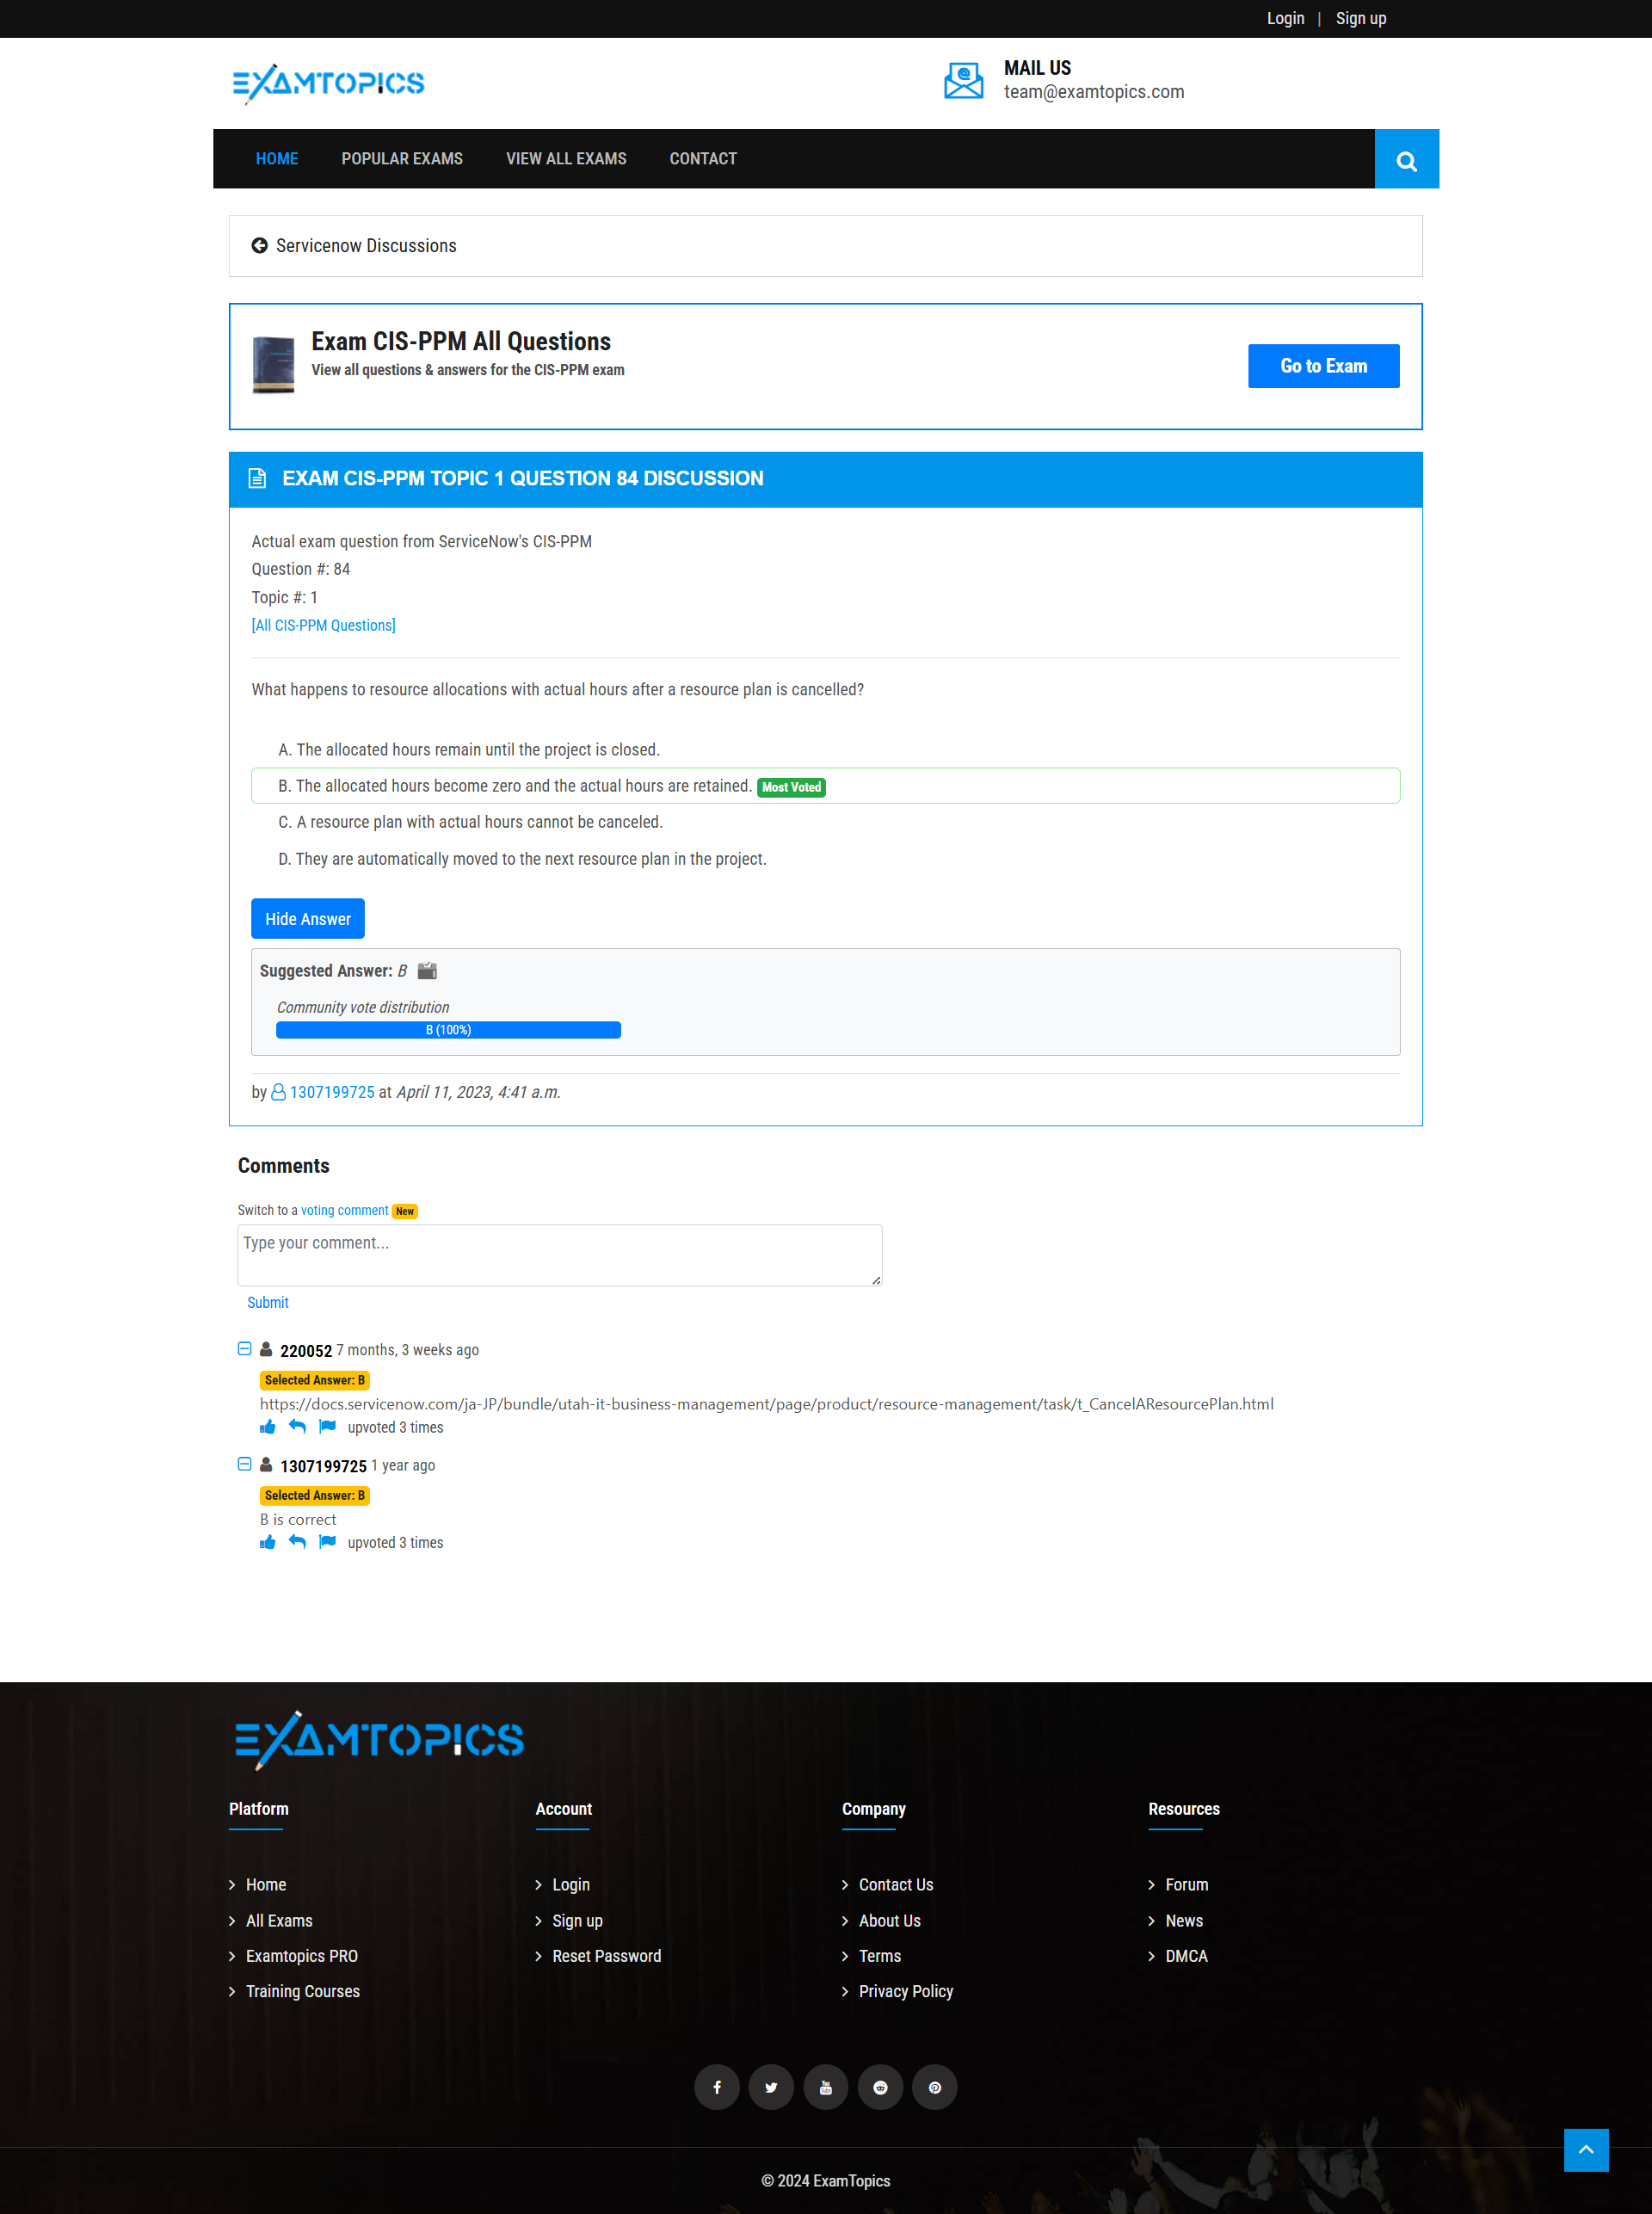 Login | Sign up
EXAMTOPICS
MAIL US
team@examtopics.com
HOME POPULAR EXAMS VIEW ALL EXAMS CONTACT
Servicenow Discussions
Exam CIS-PPM All Questions
View all questions & answers for the CIS-PPM exam
Go to Exam
EXAM CIS-PPM TOPIC 1 QUESTION 84 DISCUSSION
Actual exam question from ServiceNow's CIS-PPM
Question #: 84
Topic #: 1
[All CIS-PPM Questions]
What happens to resource allocations with actual hours after a resource plan is cancelled?
A. The allocated hours remain until the project is closed.
B. The allocated hours become zero and the actual hours are retained. Most Voted
C. A resource plan with actual hours cannot be canceled.
D. They are automatically moved to the next resource plan in the project.
Hide Answer
Suggested Answer: B
Community vote distribution
B (100%)
by 1307199725 at April 11, 2023, 4:41 a.m.
Comments
Switch to a voting comment New
Type your comment...
Submit
220052 7 months, 3 weeks ago
Selected Answer: B
https://docs.servicenow.com/ja-JP/bundle/utah-it-business-management/page/product/resource-management/task/t_CancelAResourcePlan.html
upvoted 3 times
1307199725 1 year ago
Selected Answer: B
B is correct
upvoted 3 times
EXAMTOPICS
Platform
Home
All Exams
Examtopics PRO
Training Courses
Account
Login
Sign up
Reset Password
Company
Contact Us
About Us
Terms
Privacy Policy
Resources
Forum
News
DMCA
© 2024 ExamTopics